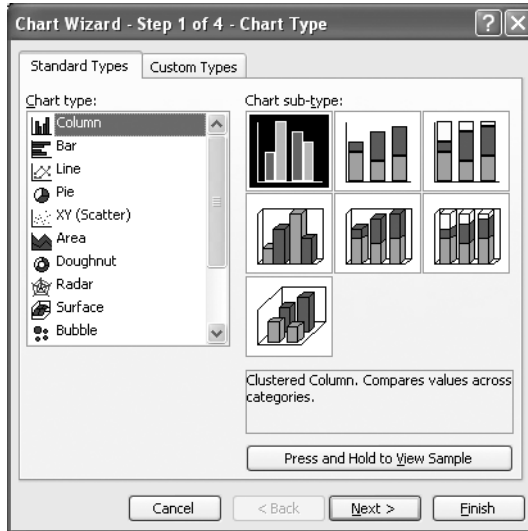 Chart Wizard - Step 1 of 4 - Chart Type
Standard Types
Custom Types
Chart type:
Column
Bar
Line
Pie
XY (Scatter)
Area
Doughnut
Radar
Surface
Bubble
Chart sub-type:
Clustered Column. Compares values across
categories.
Press and Hold to View Sample
Cancel
< Back
Next >
Finish